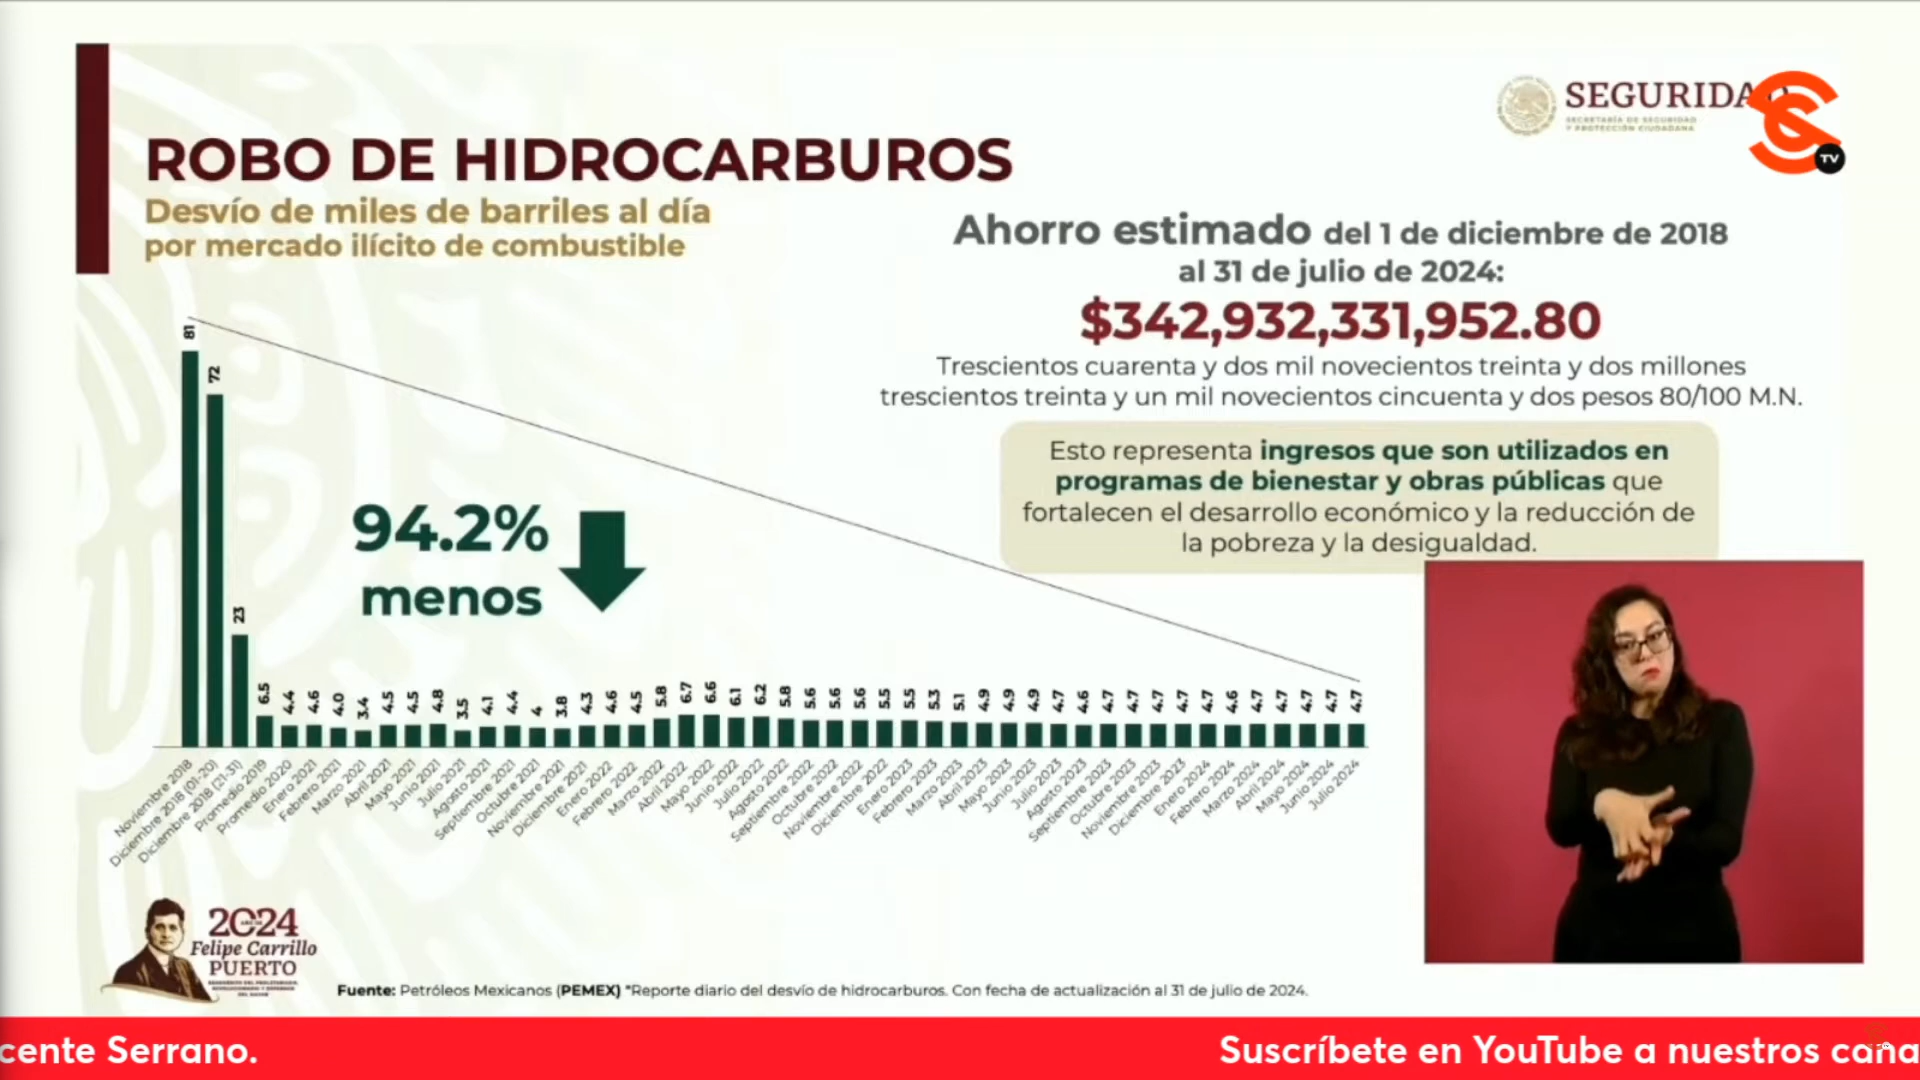 SEGURIDAD
SECRETARÍA DE SEGURIDAD
Y PROTECCIÓN CIUDADANA
TV
ROBO DE HIDROCARBUROS
Desvío de miles de barriles al día
por mercado ilícito de combustible
Ahorro estimado del 1 de diciembre de 2018
al 31 de julio de 2024:
$342,932,331,952.80
Trescientos cuarenta y dos mil novecientos treinta y dos millones
trescientos treinta y un mil novecientos cincuenta y dos pesos 80/100 M.N.
Esto representa ingresos que son utilizados en
programas de bienestar y obras públicas que
fortalecen el desarrollo económico y la reducción de
la pobreza y la desigualdad.
94.2%
menos
81 72 23 6.5 4.4 4.6 4.0 3.4 4.5 4.5 4.8 3.5 4.1 4.4 4 3.8 4.3 4.6 4.5 5.8 6.7 6.6 6.1 6.2 5.8 5.6 5.6 5.6 5.5 5.5 5.3 5.1 4.9 4.9 4.9 4.7 4.6 4.7 4.7 4.7 4.7 4.7 4.6 4.7 4.7 4.7 4.7 4.7
Noviembre 2018
Diciembre 2018 (01-20)
Diciembre 2018 (21-31)
Promedio 2019
Promedio 2020
Enero 2021
Febrero 2021
Marzo 2021
Abril 2021
Mayo 2021
Junio 2021
Julio 2021
Agosto 2021
Septiembre 2021
Octubre 2021
Noviembre 2021
Diciembre 2021
Enero 2022
Febrero 2022
Marzo 2022
Abril 2022
Mayo 2022
Junio 2022
Julio 2022
Agosto 2022
Septiembre 2022
Octubre 2022
Noviembre 2022
Diciembre 2022
Enero 2023
Febrero 2023
Marzo 2023
Abril 2023
Mayo 2023
Junio 2023
Julio 2023
Agosto 2023
Septiembre 2023
Octubre 2023
Noviembre 2023
Diciembre 2023
Enero 2024
Febrero 2024
Marzo 2024
Abril 2024
Mayo 2024
Junio 2024
Julio 2024
2024
Felipe Carrillo
PUERTO
Fuente: Petróleos Mexicanos (PEMEX) *Reporte diario del desvío de hidrocarburos. Con fecha de actualización al 31 de julio de 2024.
cente Serrano.
Suscríbete en YouTube a nuestros cana